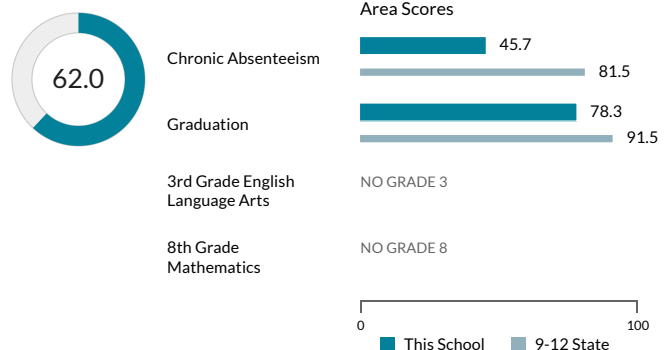 Area Scores
62.0
Chronic Absenteeism
45.7
81.5
Graduation
78.3
91.5
3rd Grade English
Language Arts
NO GRADE 3
8th Grade
Mathematics
NO GRADE 8
0 100
This School 9-12 State